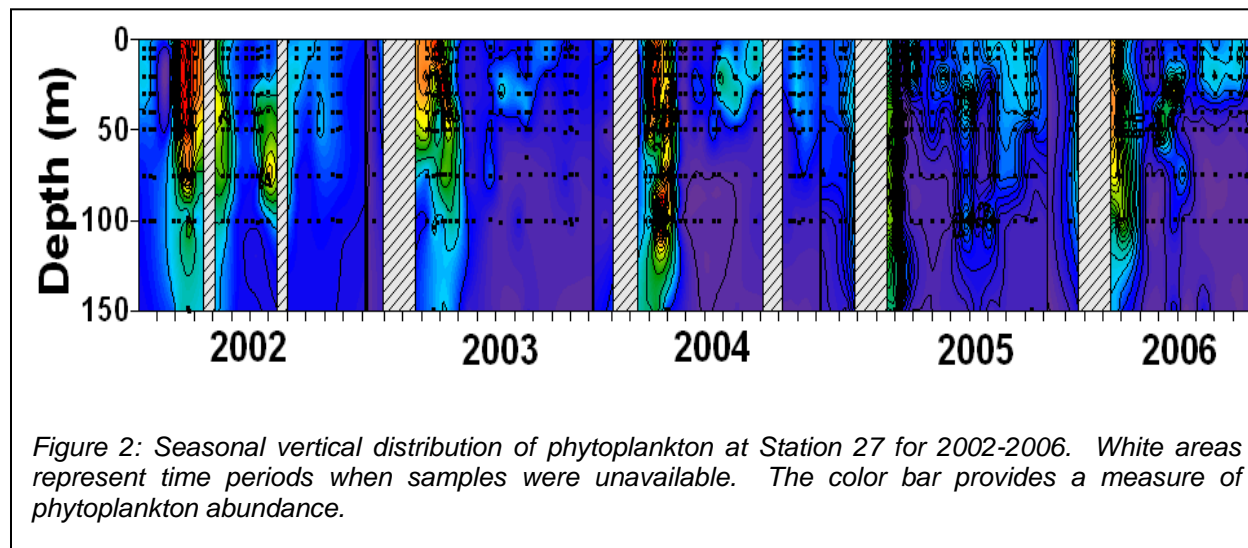 0
50
100
150
Depth (m)
2002
2003
2004
2005
2006
Figure 2: Seasonal vertical distribution of phytoplankton at Station 27 for 2002-2006. White areas
represent time periods when samples were unavailable. The color bar provides a measure of
phytoplankton abundance.